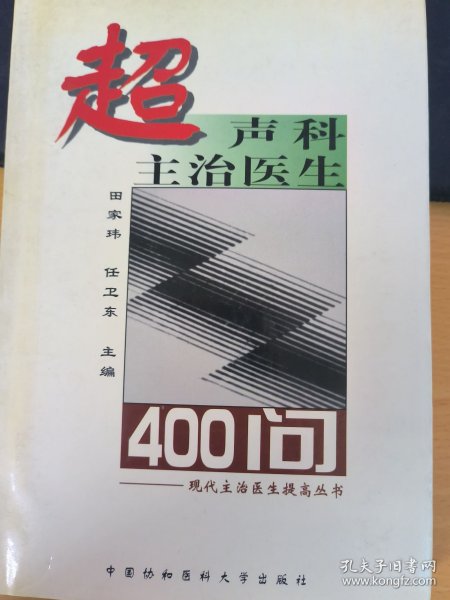 超声科
主治医生
田家玮 任卫东 主编
400问
——现代主治医生提高丛书
中国协和医科大学出版社
孔夫子旧书网
www.kongfz.com